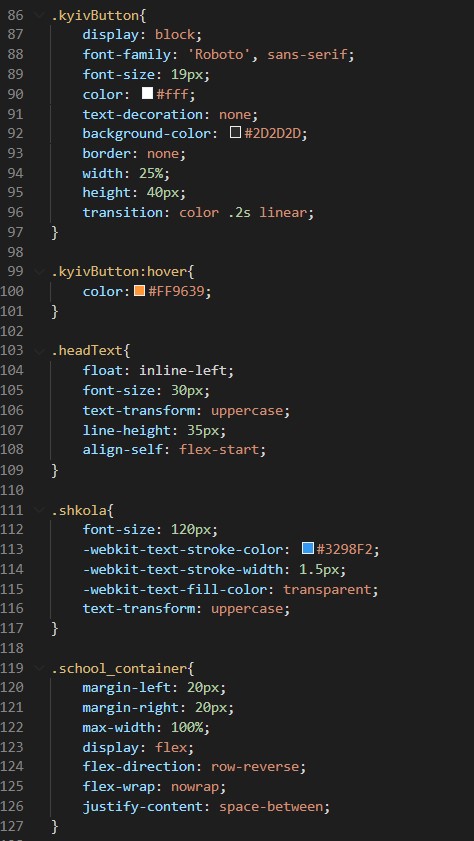 86 .kyivButton{
87     display: block;
88     font-family: 'Roboto', sans-serif;
89     font-size: 19px;
90     color: #fff;
91     text-decoration: none;
92     background-color: #2D2D2D;
93     border: none;
94     width: 25%;
95     height: 40px;
96     transition: color .2s linear;
97 }
98
99 .kyivButton:hover{
100     color:#FF9639;
101 }
102
103 .headText{
104     float: inline-left;
105     font-size: 30px;
106     text-transform: uppercase;
107     line-height: 35px;
108     align-self: flex-start;
109 }
110
111 .shkola{
112     font-size: 120px;
113     -webkit-text-stroke-color: #3298F2;
114     -webkit-text-stroke-width: 1.5px;
115     -webkit-text-fill-color: transparent;
116     text-transform: uppercase;
117 }
118
119 .school_container{
120     margin-left: 20px;
121     margin-right: 20px;
122     max-width: 100%;
123     display: flex;
124     flex-direction: row-reverse;
125     flex-wrap: nowrap;
126     justify-content: space-between;
127 }